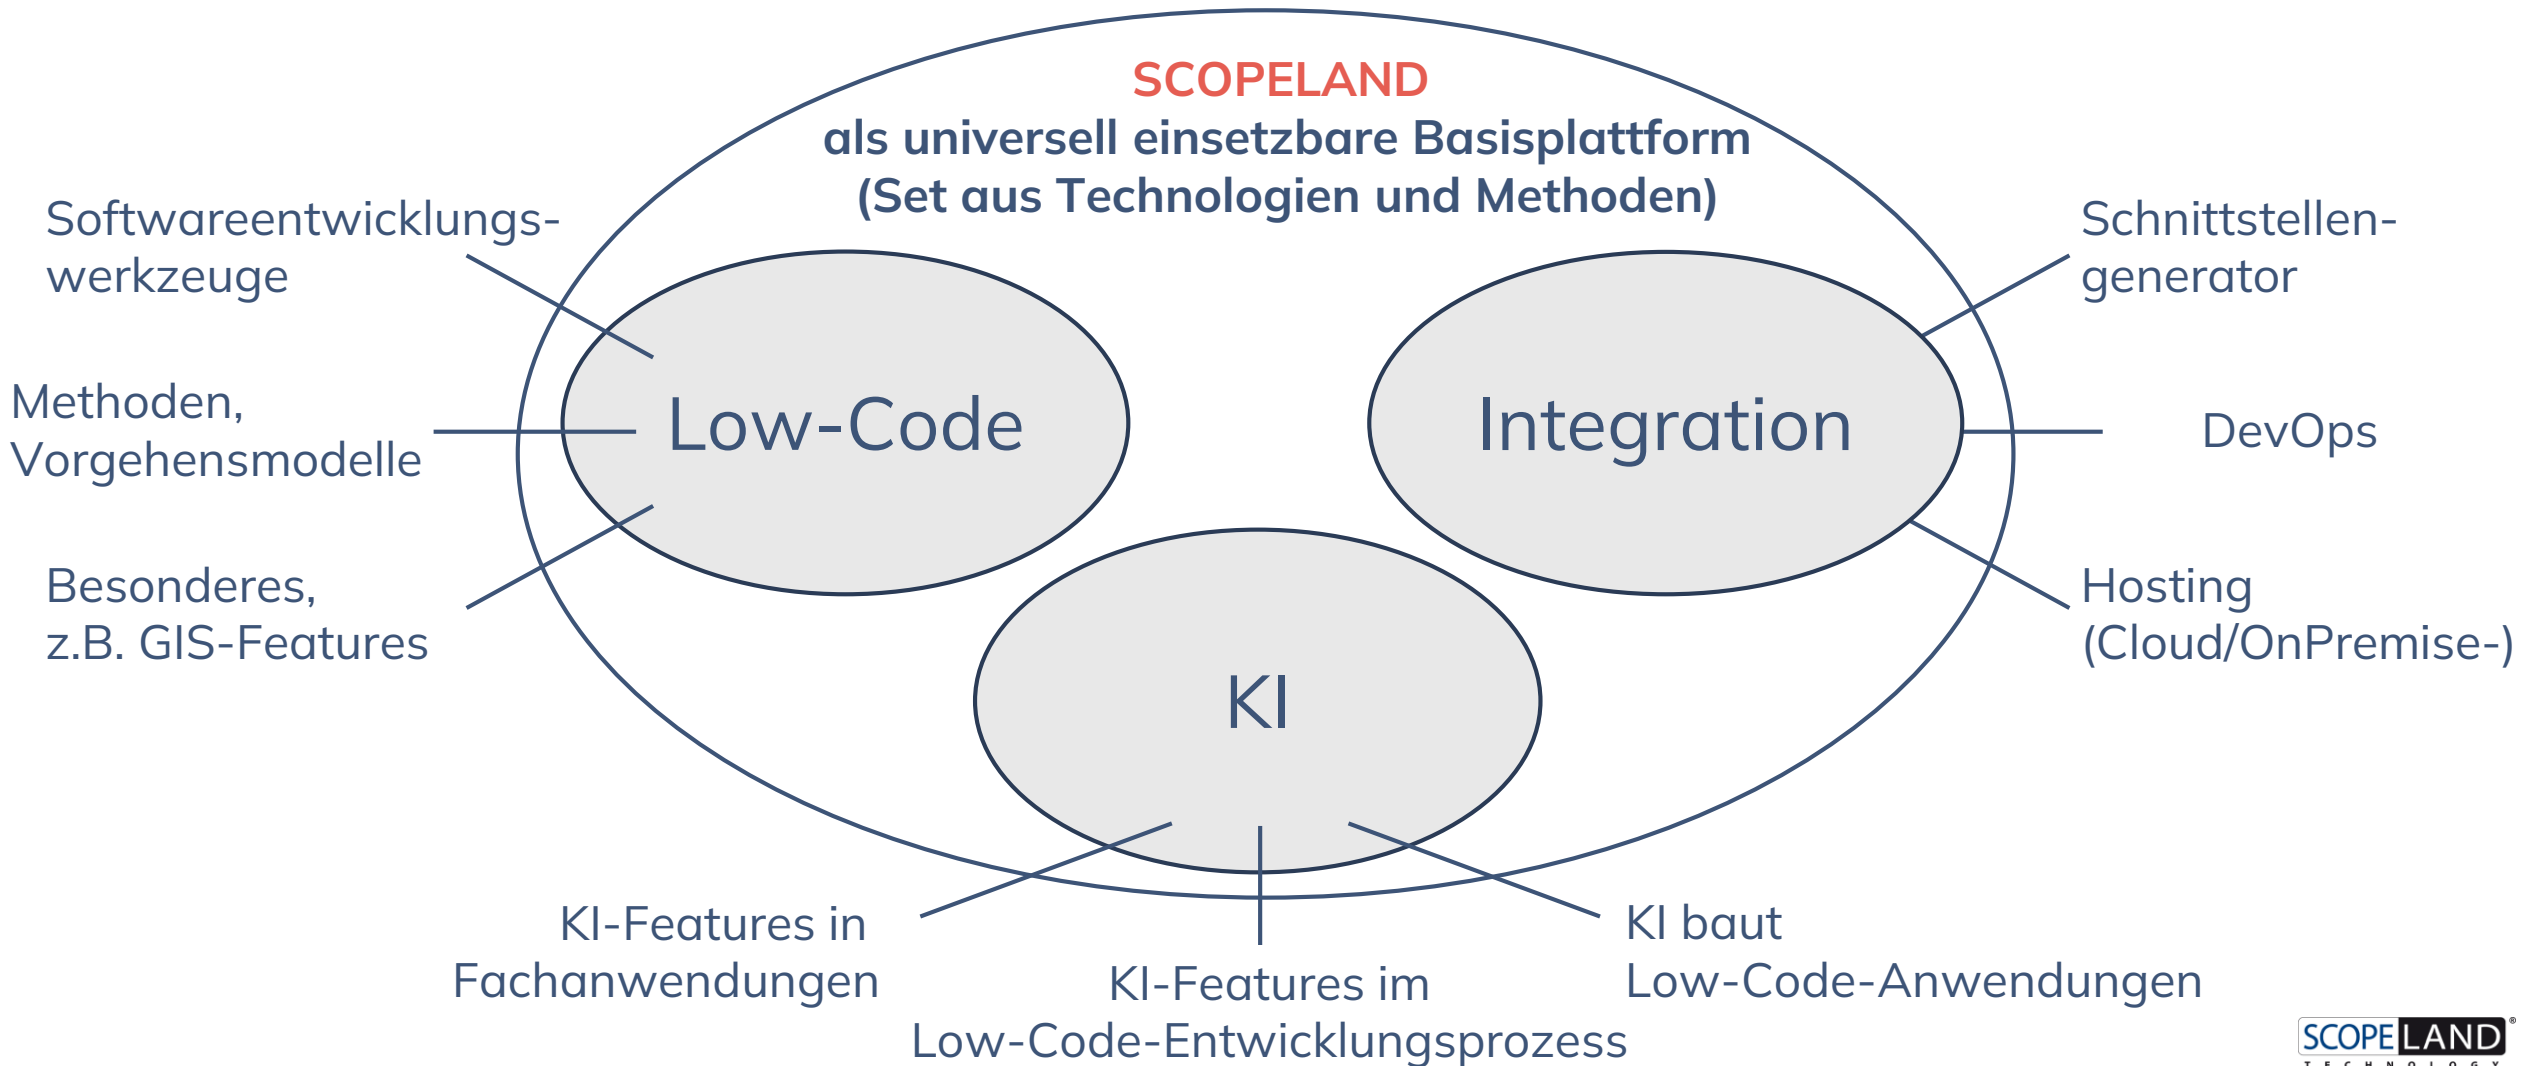 SCOPELAND
als universell einsetzbare Basisplattform
(Set aus Technologien und Methoden)
Softwareentwicklungs-
werkzeuge
Methoden,
Vorgehensmodelle
Besonderes,
z.B. GIS-Features
Low-Code
Integration
KI
Schnittstellen-
generator
DevOps
Hosting
(Cloud/OnPremise-)
KI-Features in
Fachanwendungen
KI-Features im
Low-Code-Entwicklungsprozess
KI baut
Low-Code-Anwendungen
SCOPELAND®
TECHNOLOGY